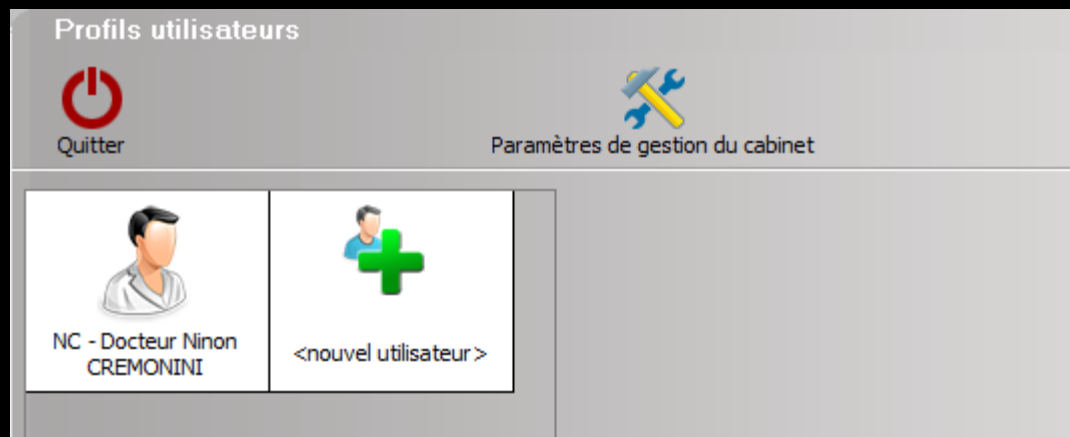 Profils utilisateurs
Quitter
Paramètres de gestion du cabinet
NC - Docteur Ninon
CREMONINI
<nouvel utilisateur>